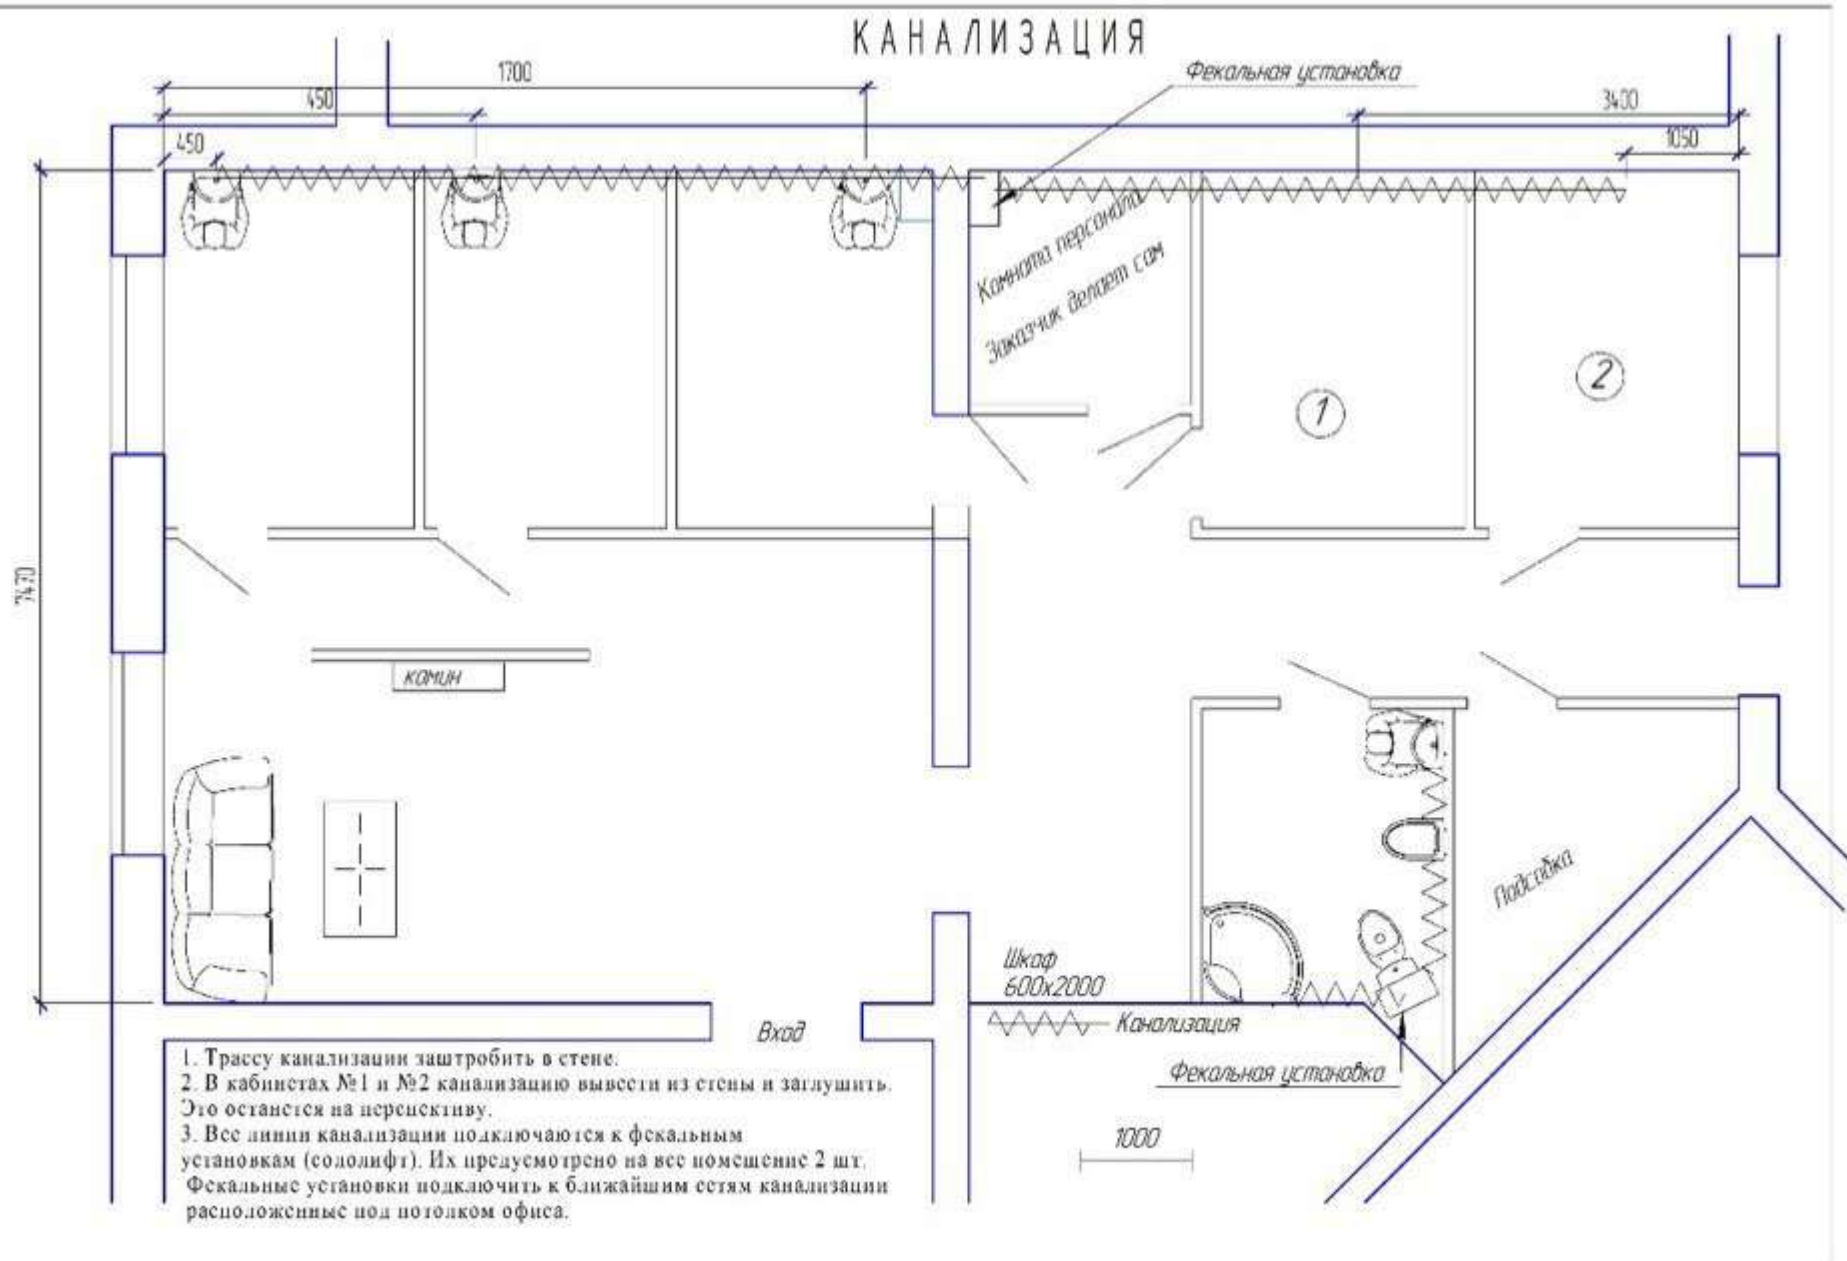 КАНАЛИЗАЦИЯ
Фекальная установка
1700
450
450
3400
1050
7470
Комната персонала
Заказчик делает сам
1
2
камин
Подсобка
Шкаф
600х2000
Вход
Канализация
Фекальная установка
1000
1. Трассу канализации заштробить в стене.
2. В кабинетах №1 и №2 канализацию вывести из стены и заглушить.
Это останется на перспективу.
3. Все линии канализации подключаются к фекальным
установкам (сололифт). Их предусмотрено на все помещение 2 шт.
Фекальные установки подключить к ближайшим сетям канализации
расположенные под потолком офиса.